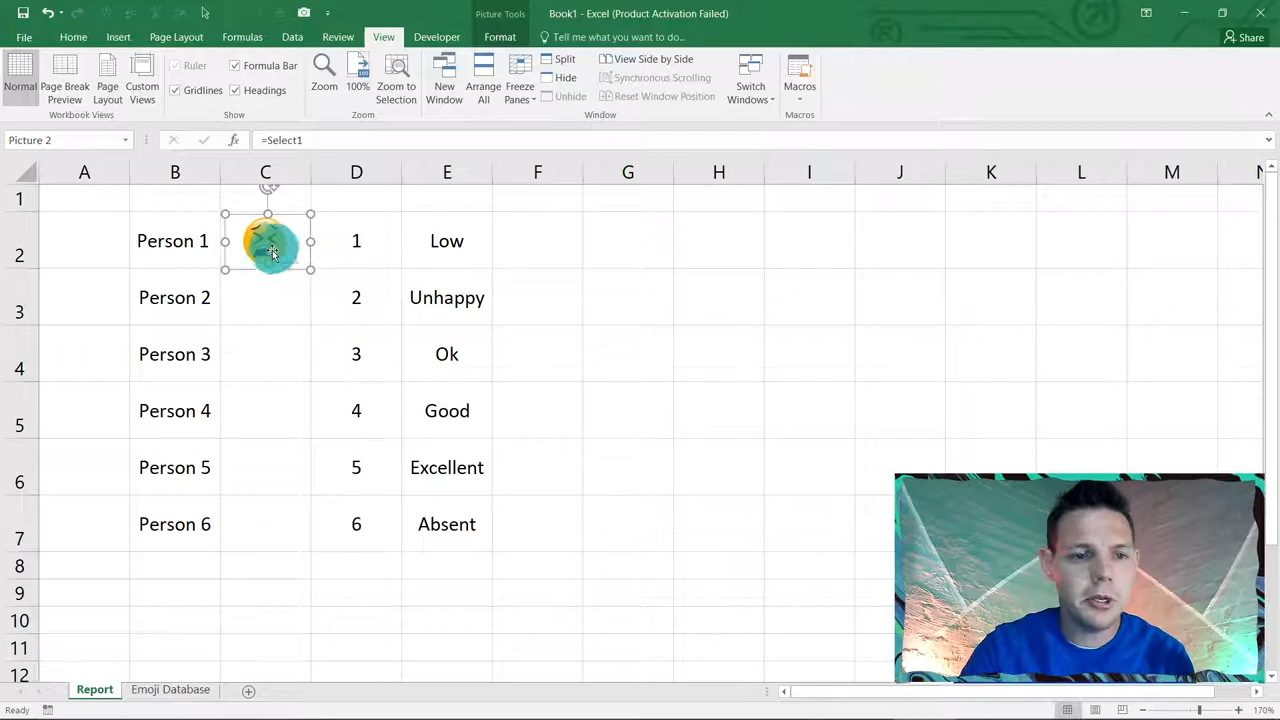 Picture Tools
Book1 - Excel (Product Activation Failed)
File Home Insert Page Layout Formulas Data Review View Developer Format Tell me what you want to do... Share
Normal
Page Break Preview
Page Layout
Custom Views
Workbook Views
Ruler
Formula Bar
Gridlines
Headings
Show
Zoom
100
100%
Zoom to Selection
Zoom
New Window
Arrange All
Freeze Panes
Split
Hide
Unhide
View Side by Side
Synchronous Scrolling
Reset Window Position
Switch Windows
Window
Macros
Macros
Picture 2 fx =Select1
A B C D E F G H I J K L M N
1
2 Person 1 1 Low
3 Person 2 2 Unhappy
4 Person 3 3 Ok
5 Person 4 4 Good
6 Person 5 5 Excellent
7 Person 6 6 Absent
8
9
10
11
12
Report Emoji Database
Ready 170%